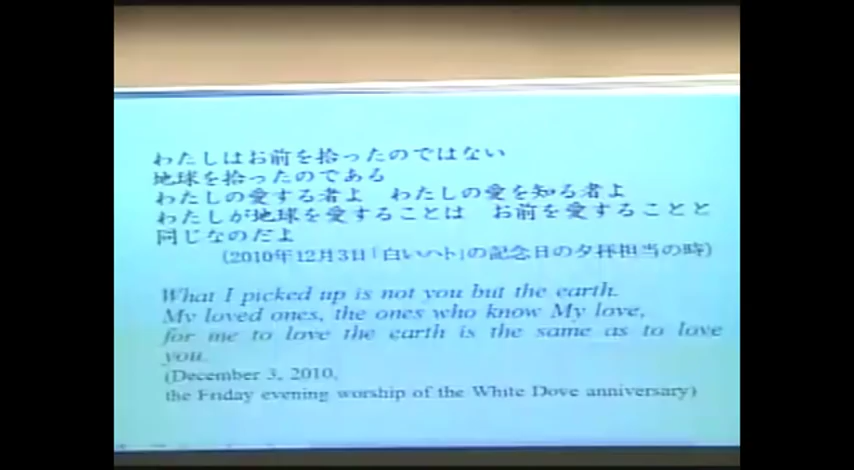 わたしはお前を拾ったのではない
地球を拾ったのである
わたしの愛する者よ　わたしの愛を知る者よ
わたしが地球を愛することは　お前を愛することと
同じなのだよ
(2010年12月3日「白いハト」の記念日の夕拝担当の時)
What I picked up is not you but the earth.
My loved ones, the ones who know My love,
for me to love the earth is the same as to love
you.
(December 3, 2010,
the Friday evening worship of the White Dove anniversary)